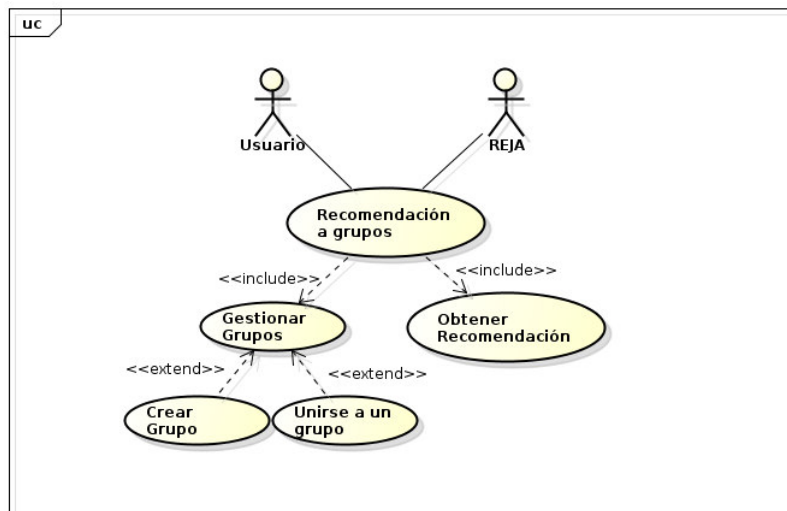 uc
Usuario
REJA
Recomendación
a grupos
<<include>>
<<include>>
Gestionar
Grupos
Obtener
Recomendación
<<extend>>
<<extend>>
Crear
Grupo
Unirse a un
grupo